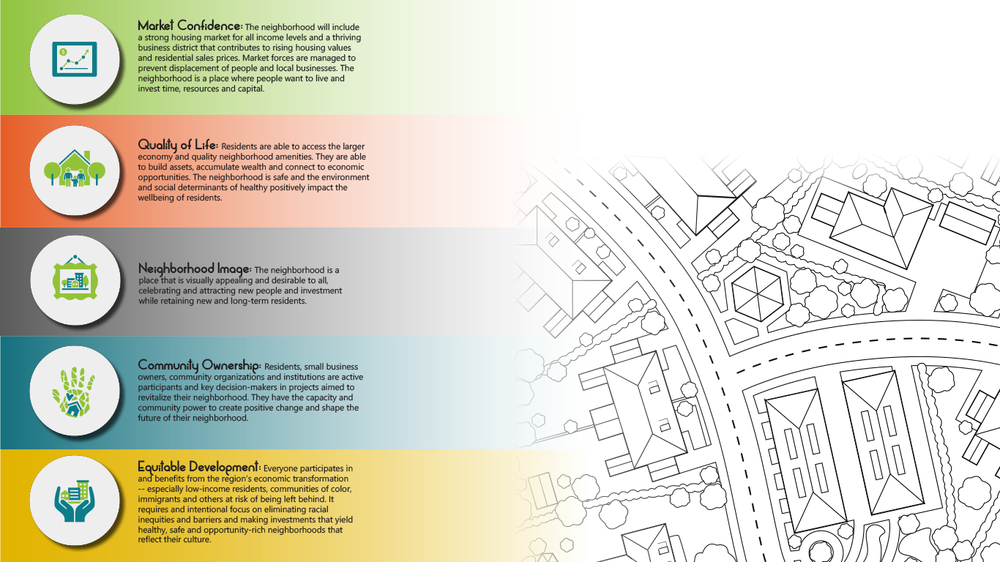 Market Confidence: The neighborhood will include
a strong housing market for all income levels and a thriving
business district that contributes to rising housing values
and residential sales prices. Market forces are managed to
prevent displacement of people and local businesses. The
neighborhood is a place where people want to live and
invest time, resources and capital.
Quality of Life: Residents are able to access the larger
economy and quality neighborhood amenities. They are able
to build assets, accumulate wealth and connect to economic
opportunities. The neighborhood is safe and the environment
and social determinants of healthy positively impact the
wellbeing of residents.
Neighborhood Image: The neighborhood is a
place that is visually appealing and desirable to all,
celebrating and attracting new people and investment
while retaining new and long-term residents.
Community Ownership: Residents, small business
owners, community organizations and institutions are active
participants and key decision-makers in projects aimed to
revitalize their neighborhood. They have the capacity and
community power to create positive change and shape the
future of their neighborhood.
Equitable Development: Everyone participates in
and benefits from the region's economic transformation
-- especially low-income residents, communities of color,
immigrants and others at risk of being left behind. It
requires and intentional focus on eliminating racial
inequities and barriers and making investments that yield
healthy, safe and opportunity-rich neighborhoods that
reflect their culture.